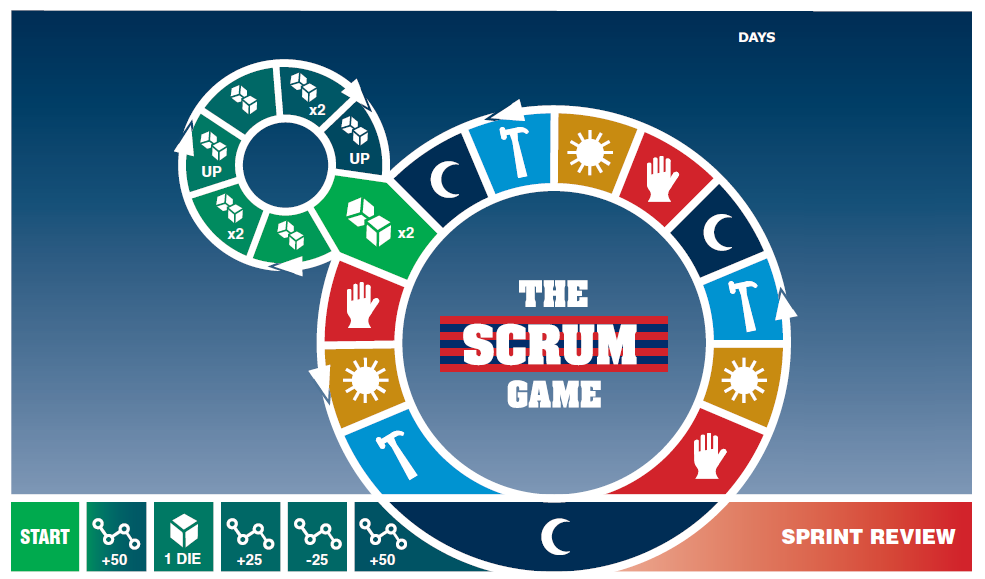 DAYS
x2
UP
UP
x2
x2
THE
SCRUM
GAME
START
+50
1 DIE
+25
-25
+50
SPRINT REVIEW